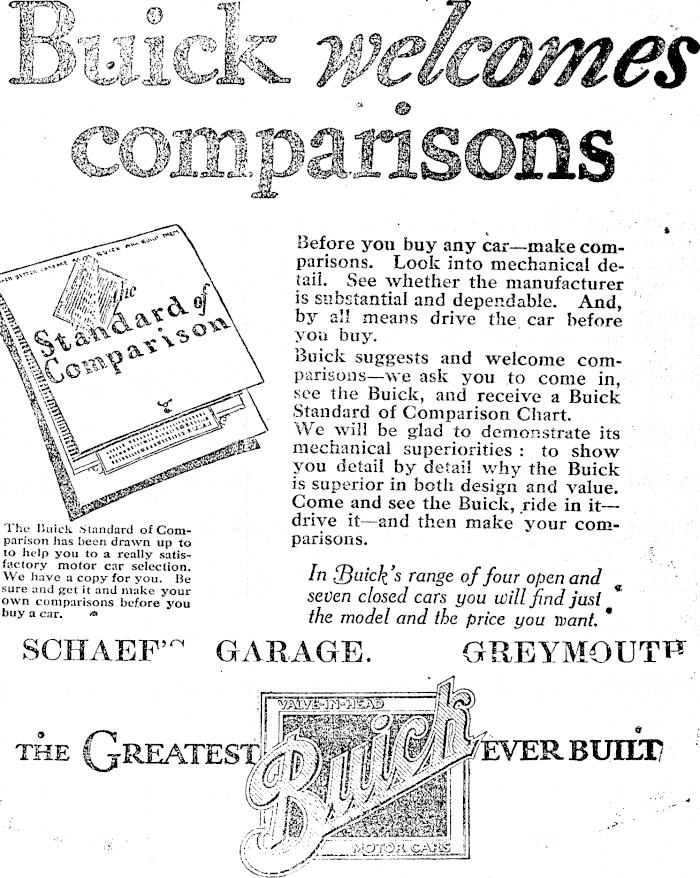 Buick welcomes
comparisons
the
Standard of
Comparison
Before you buy any car—make com-
parisons. Look into mechanical de-
tail. See whether the manufacturer
is substantial and dependable. And,
by all means drive the car before
you buy.
Buick suggests and welcome com-
parisons—we ask you to come in,
see the Buick, and receive a Buick
Standard of Comparison Chart.
We will be glad to demonstrate its
mechanical superiorities : to show
you detail by detail why the Buick
is superior in both design and value.
Come and see the Buick, ride in it—
drive it—and then make your com-
parisons.
The Buick Standard of Com-
parison has been drawn up to
to help you to a really satis-
factory motor car selection.
We have a copy for you. Be
sure and get it and make your
own comparisons before you
buy a car.
In Buick's range of four open and
seven closed cars you will find just
the model and the price you want.
SCHAEF'S GARAGE. GREYMOUTH
VALVE-IN-HEAD
THE GREATEST Buick EVER BUILT
MOTOR CARS